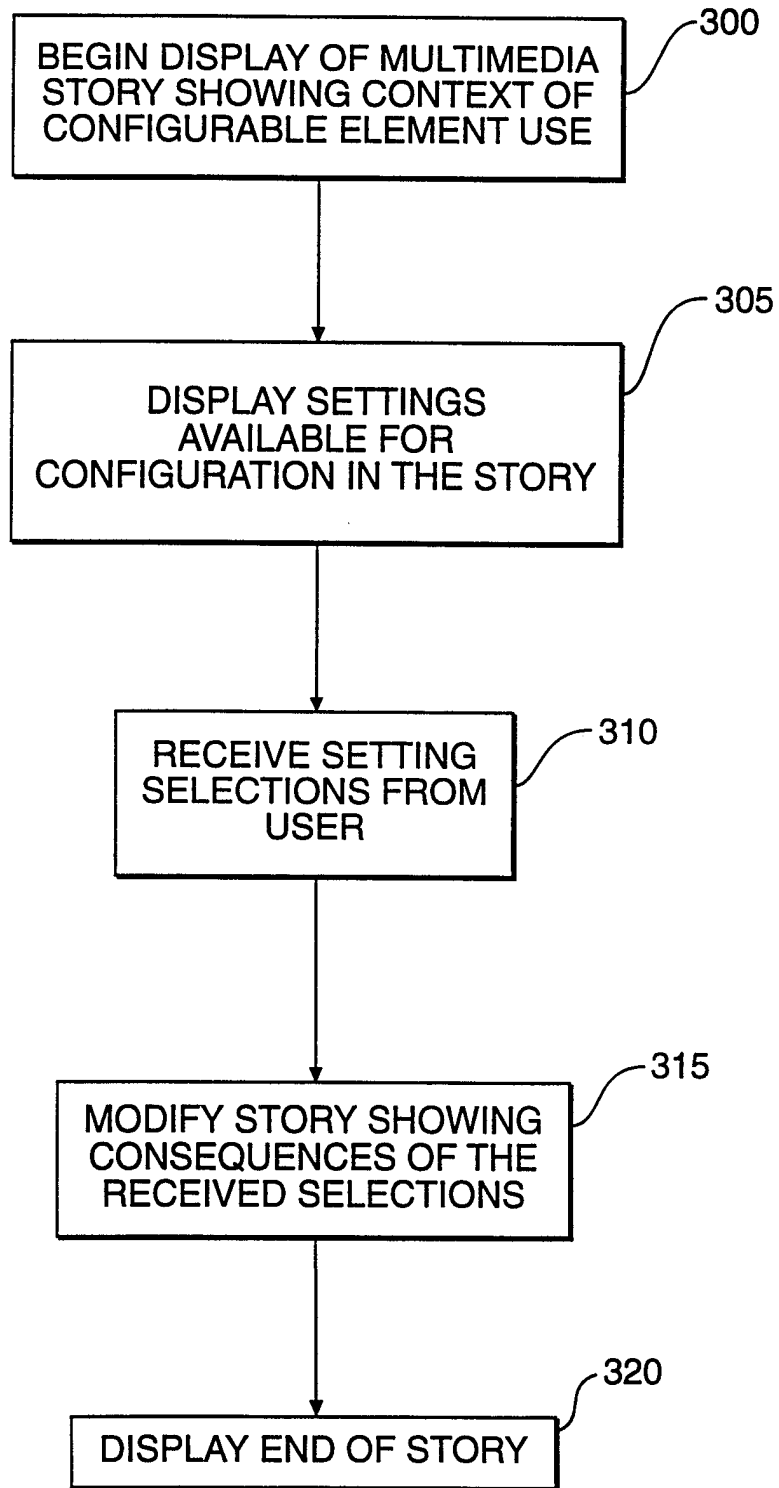 300
BEGIN DISPLAY OF MULTIMEDIA
STORY SHOWING CONTEXT OF
CONFIGURABLE ELEMENT USE
305
DISPLAY SETTINGS
AVAILABLE FOR
CONFIGURATION IN THE STORY
310
RECEIVE SETTING
SELECTIONS FROM
USER
315
MODIFY STORY SHOWING
CONSEQUENCES OF THE
RECEIVED SELECTIONS
320
DISPLAY END OF STORY